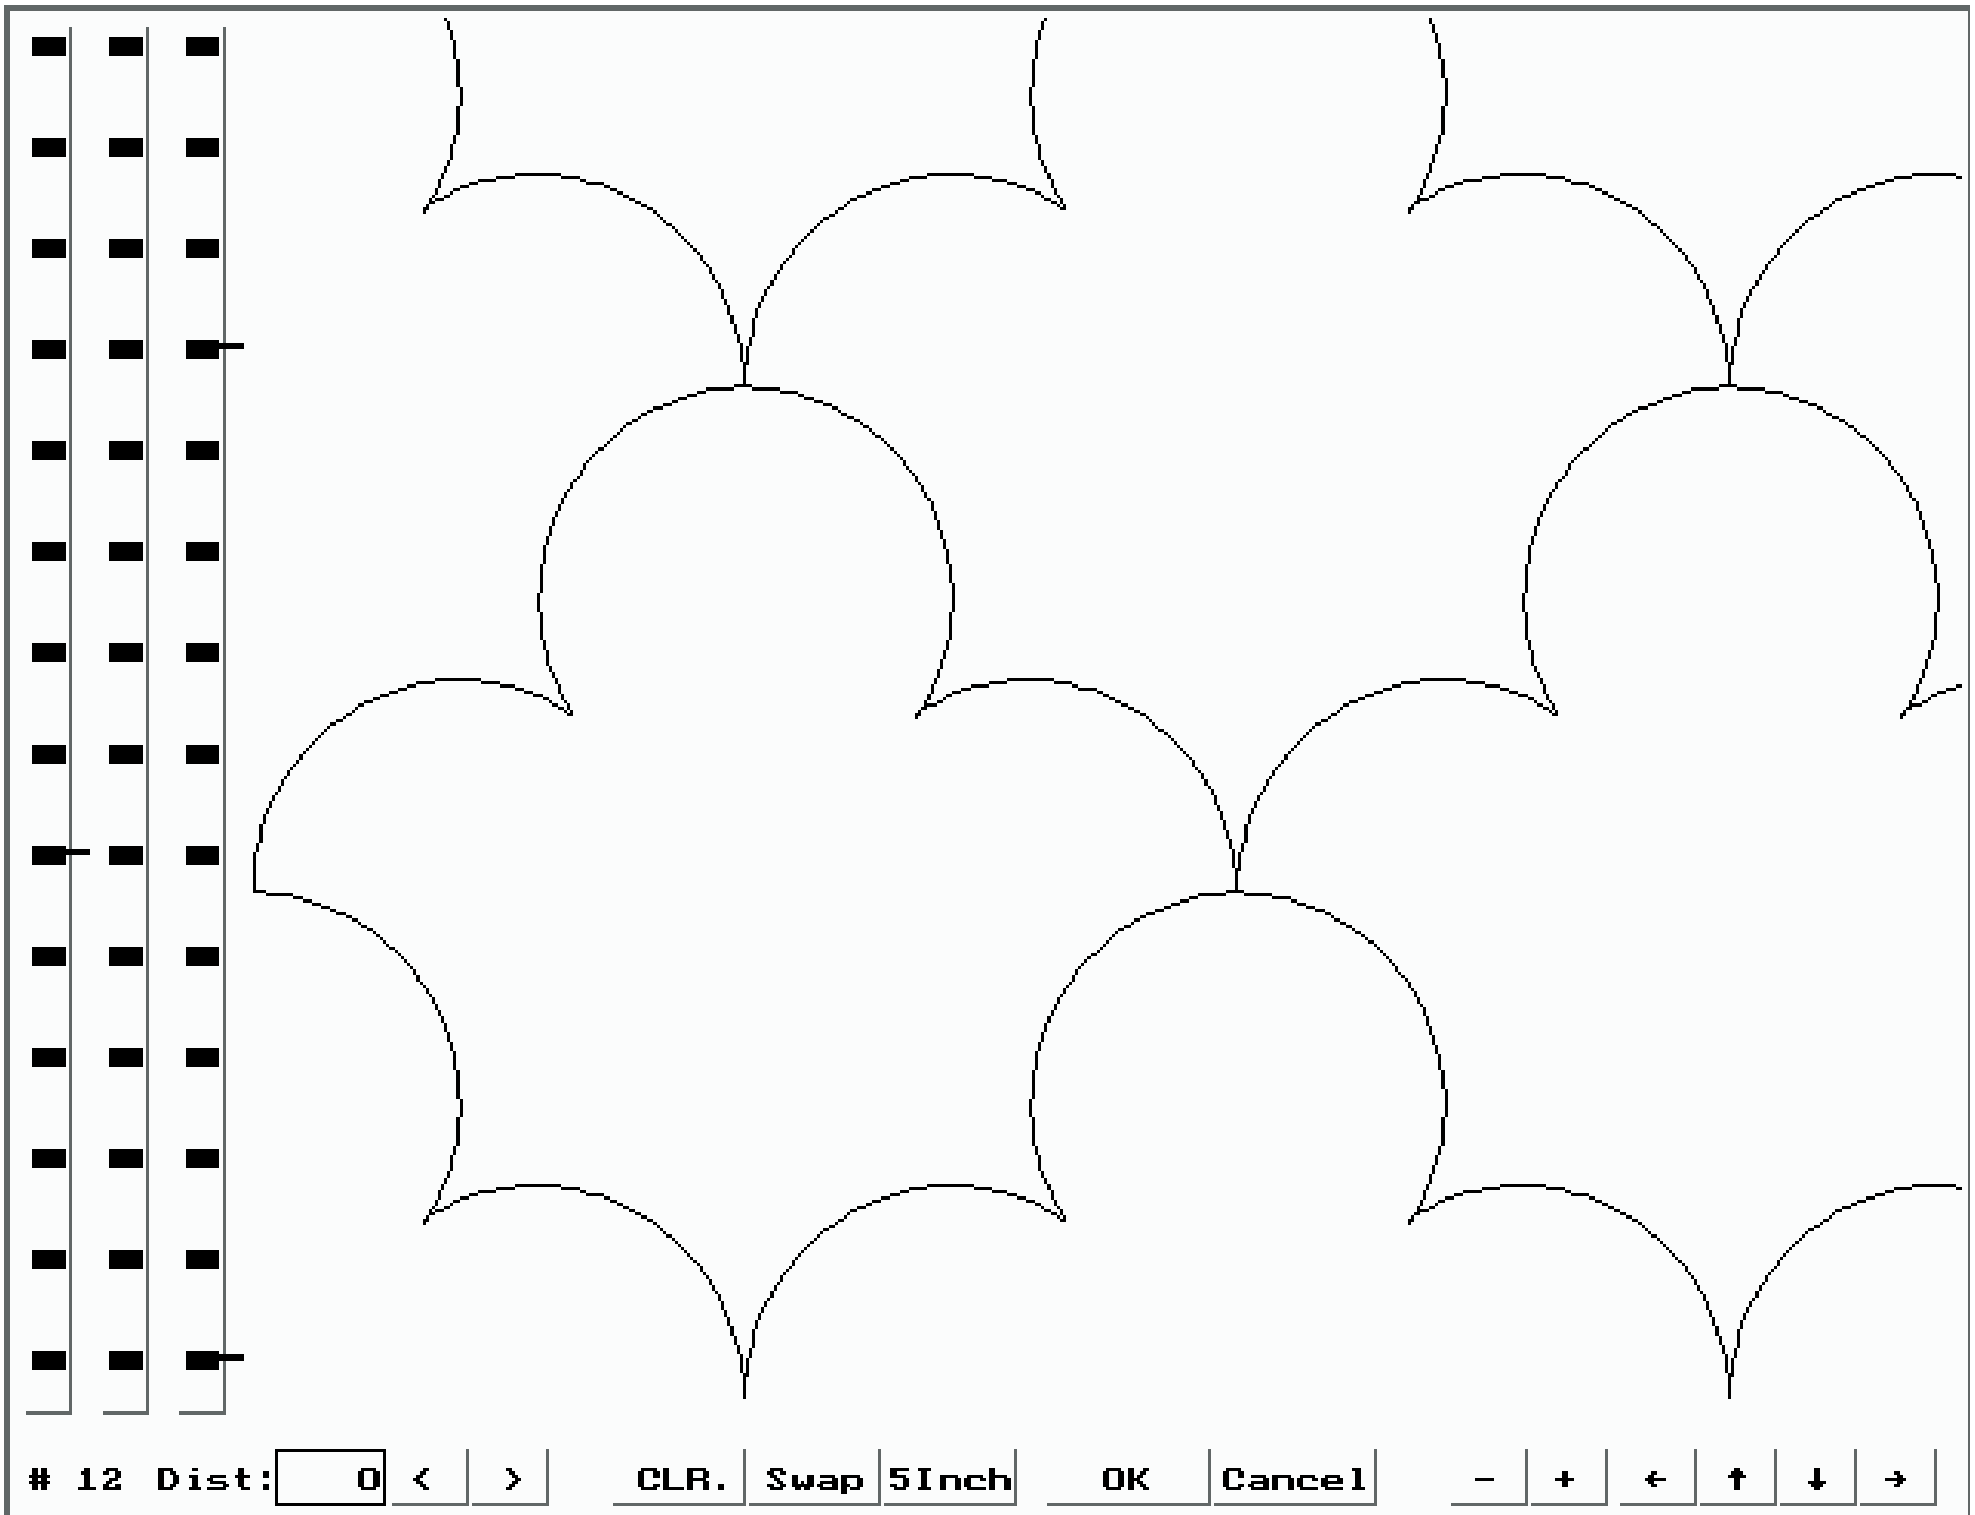 # 12 Dist: 0 < > CLR. Swap 5Inch OK Cancel - + ← ↑ ↓ →